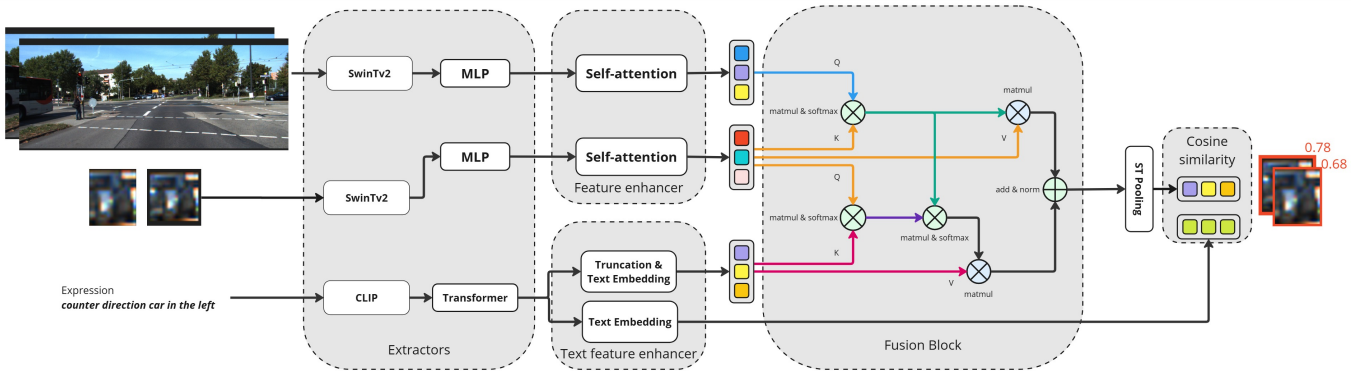 SwinTv2
MLP
Self-attention
SwinTv2
MLP
Self-attention
Feature enhancer
Expression
counter direction car in the left
CLIP
Transformer
Extractors
Truncation &
Text Embedding
Text Embedding
Text feature enhancer
Q
matmul & softmax
K
matmul
V
Q
matmul & softmax
K
matmul & softmax
V
matmul
add & norm
Fusion Block
ST Pooling
Cosine
similarity
0.78
0.68